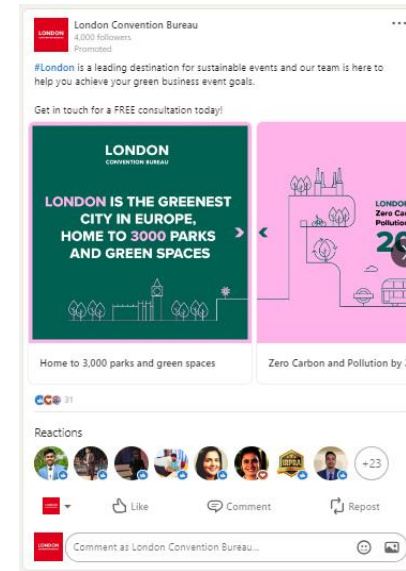 LONDON
London Convention Bureau
4,000 followers
Promoted
#London is a leading destination for sustainable events and our team is here to
help you achieve your green business event goals.
Get in touch for a FREE consultation today!
LONDON
CONVENTION BUREAU
LONDON IS THE GREENEST
CITY IN EUROPE,
HOME TO 3000 PARKS
AND GREEN SPACES
LONDON
Zero Car
Pollution
20
Home to 3,000 parks and green spaces
Zero Carbon and Pollution by
31
Reactions
+23
Like
Comment
Repost
LONDON
Comment as London Convention Bureau...